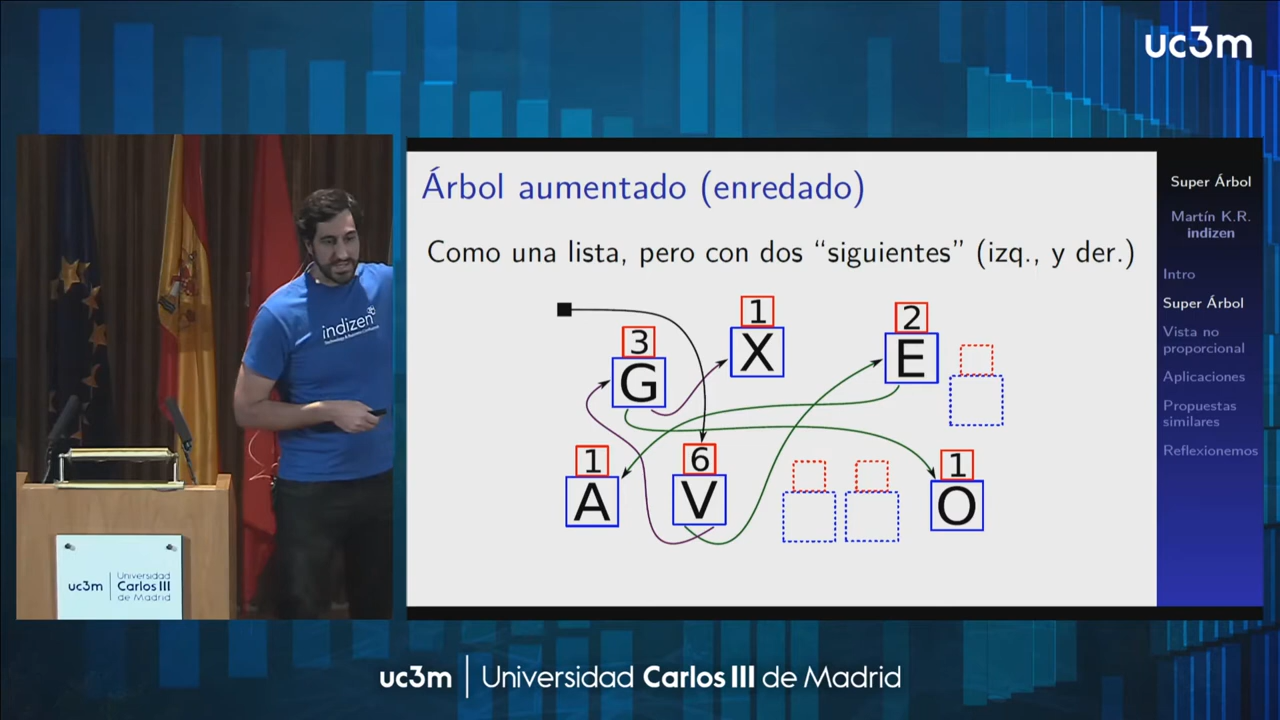 uc3m
Árbol aumentado (enredado)
Como una lista, pero con dos “siguientes” (izq., y der.)
1
X
2
E
3
G
1
A
6
V
1
O
Super Árbol
Martín K.R.
indizen
Intro
Super Árbol
Vista no
proporcional
Aplicaciones
Propuestas
similares
Reflexionemos
indizen
uc3m
Universidad
Carlos III
de Madrid
uc3m Universidad Carlos III de Madrid